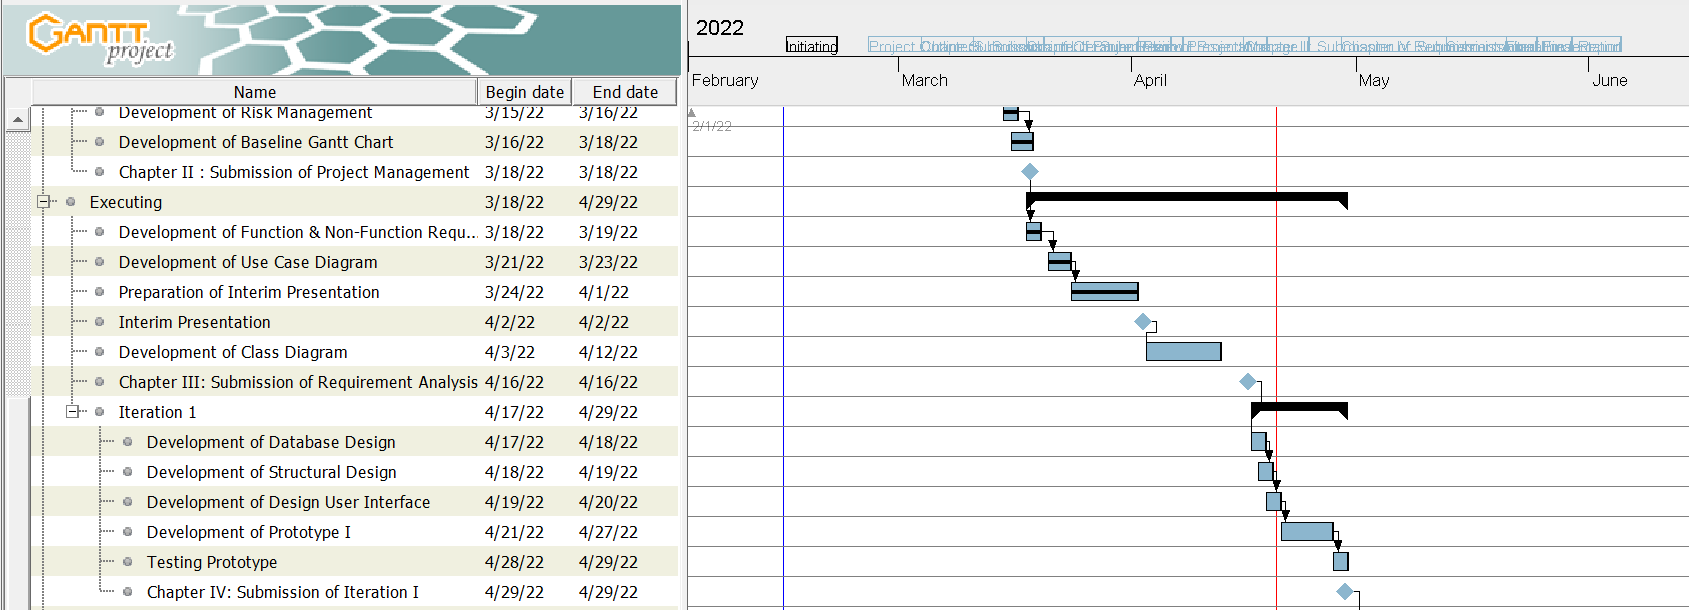 GANTT
project
2022
Initiating
February March April May June
Name Begin date End date
2/1/22
Development of Risk Management 3/15/22 3/16/22
Development of Baseline Gantt Chart 3/16/22 3/18/22
Chapter II : Submission of Project Management 3/18/22 3/18/22
Executing 3/18/22 4/29/22
Development of Function & Non-Function Requ... 3/18/22 3/19/22
Development of Use Case Diagram 3/21/22 3/23/22
Preparation of Interim Presentation 3/24/22 4/1/22
Interim Presentation 4/2/22 4/2/22
Development of Class Diagram 4/3/22 4/12/22
Chapter III: Submission of Requirement Analysis 4/16/22 4/16/22
Iteration 1 4/17/22 4/29/22
Development of Database Design 4/17/22 4/18/22
Development of Structural Design 4/18/22 4/19/22
Development of Design User Interface 4/19/22 4/20/22
Development of Prototype I 4/21/22 4/27/22
Testing Prototype 4/28/22 4/29/22
Chapter IV: Submission of Iteration I 4/29/22 4/29/22